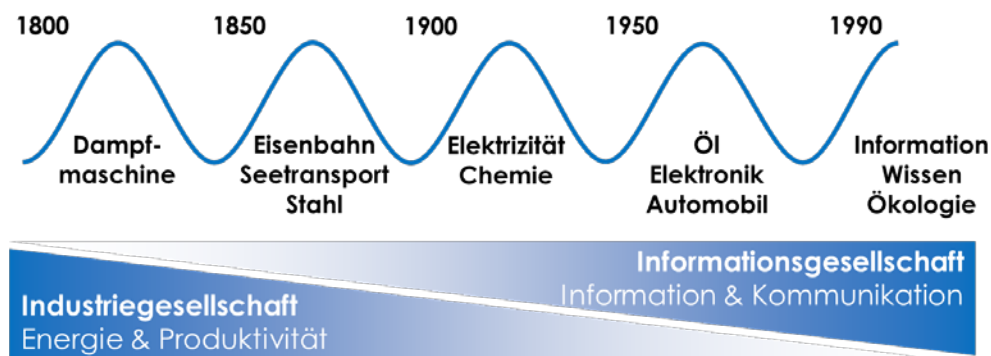 1800
1850
1900
1950
1990
Dampf-
maschine
Eisenbahn
Seetransport
Stahl
Elektrizität
Chemie
Öl
Elektronik
Automobil
Information
Wissen
Ökologie
Informationsgesellschaft
Information & Kommunikation
Industriegesellschaft
Energie & Produktivität